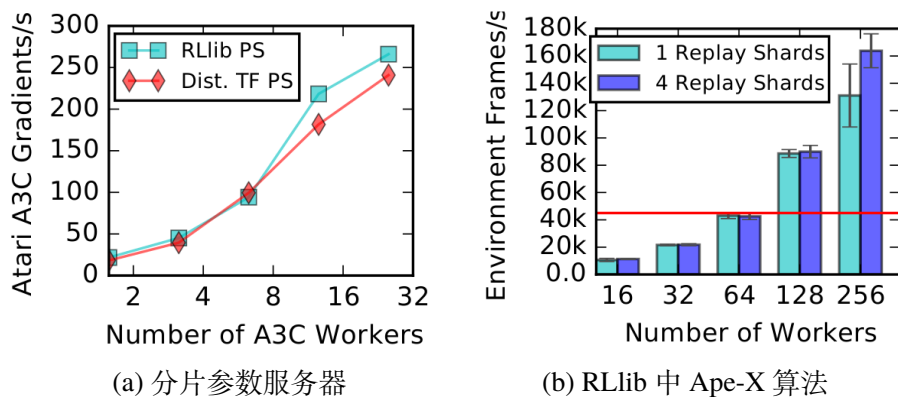 300
250
200
150
100
50
0
Atari A3C Gradients/s
RLlib PS
Dist. TF PS
2 4 8 16 32
Number of A3C Workers
(a) 分片参数服务器
180k
160k
140k
120k
100k
80k
60k
40k
20k
0.0
Environment Frames/s
1 Replay Shards
4 Replay Shards
16 32 64 128 256
Number of Workers
(b) RLlib 中 Ape-X 算法